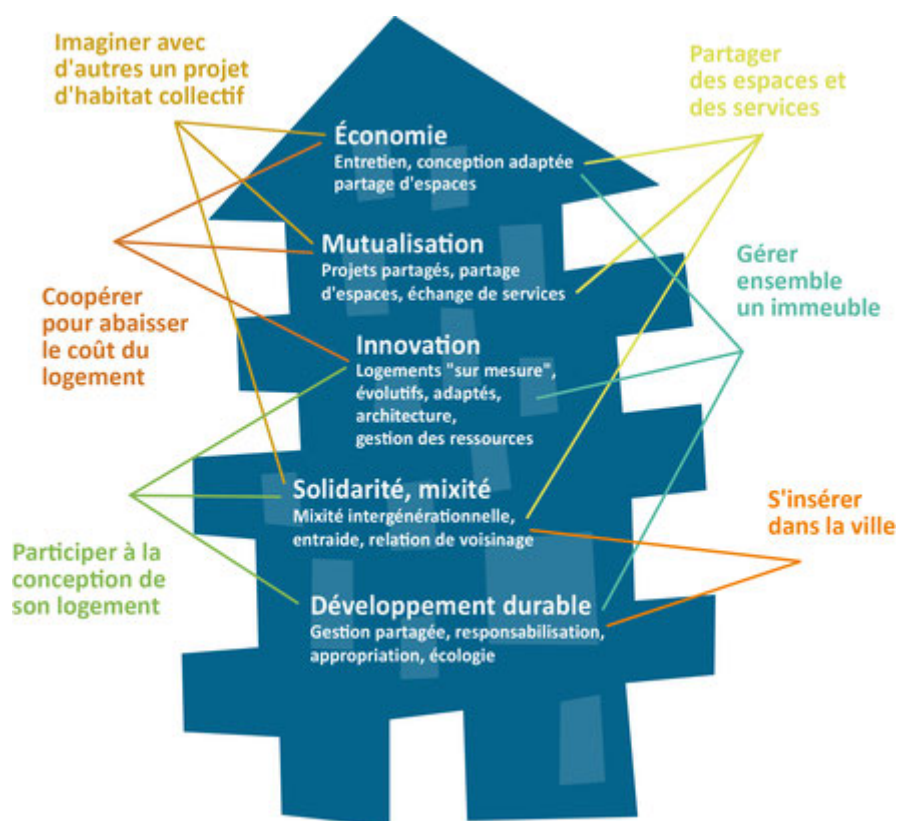 Imaginer avec
d'autres un projet
d'habitat collectif
Partager
des espaces et
des services
Économie
Entretien, conception adaptée
partage d'espaces
Mutualisation
Projets partagés, partage
d'espaces, échange de services
Gérer
ensemble
un immeuble
Coopérer
pour abaisser
le coût du
logement
Innovation
Logements "sur mesure",
évolutifs, adaptés,
architecture,
gestion des ressources
Solidarité, mixité
Mixité intergénérationnelle,
entraide, relation de voisinage
S'insérer
dans la ville
Participer à la
conception de
son logement
Développement durable
Gestion partagée, responsabilisation,
appropriation, écologie